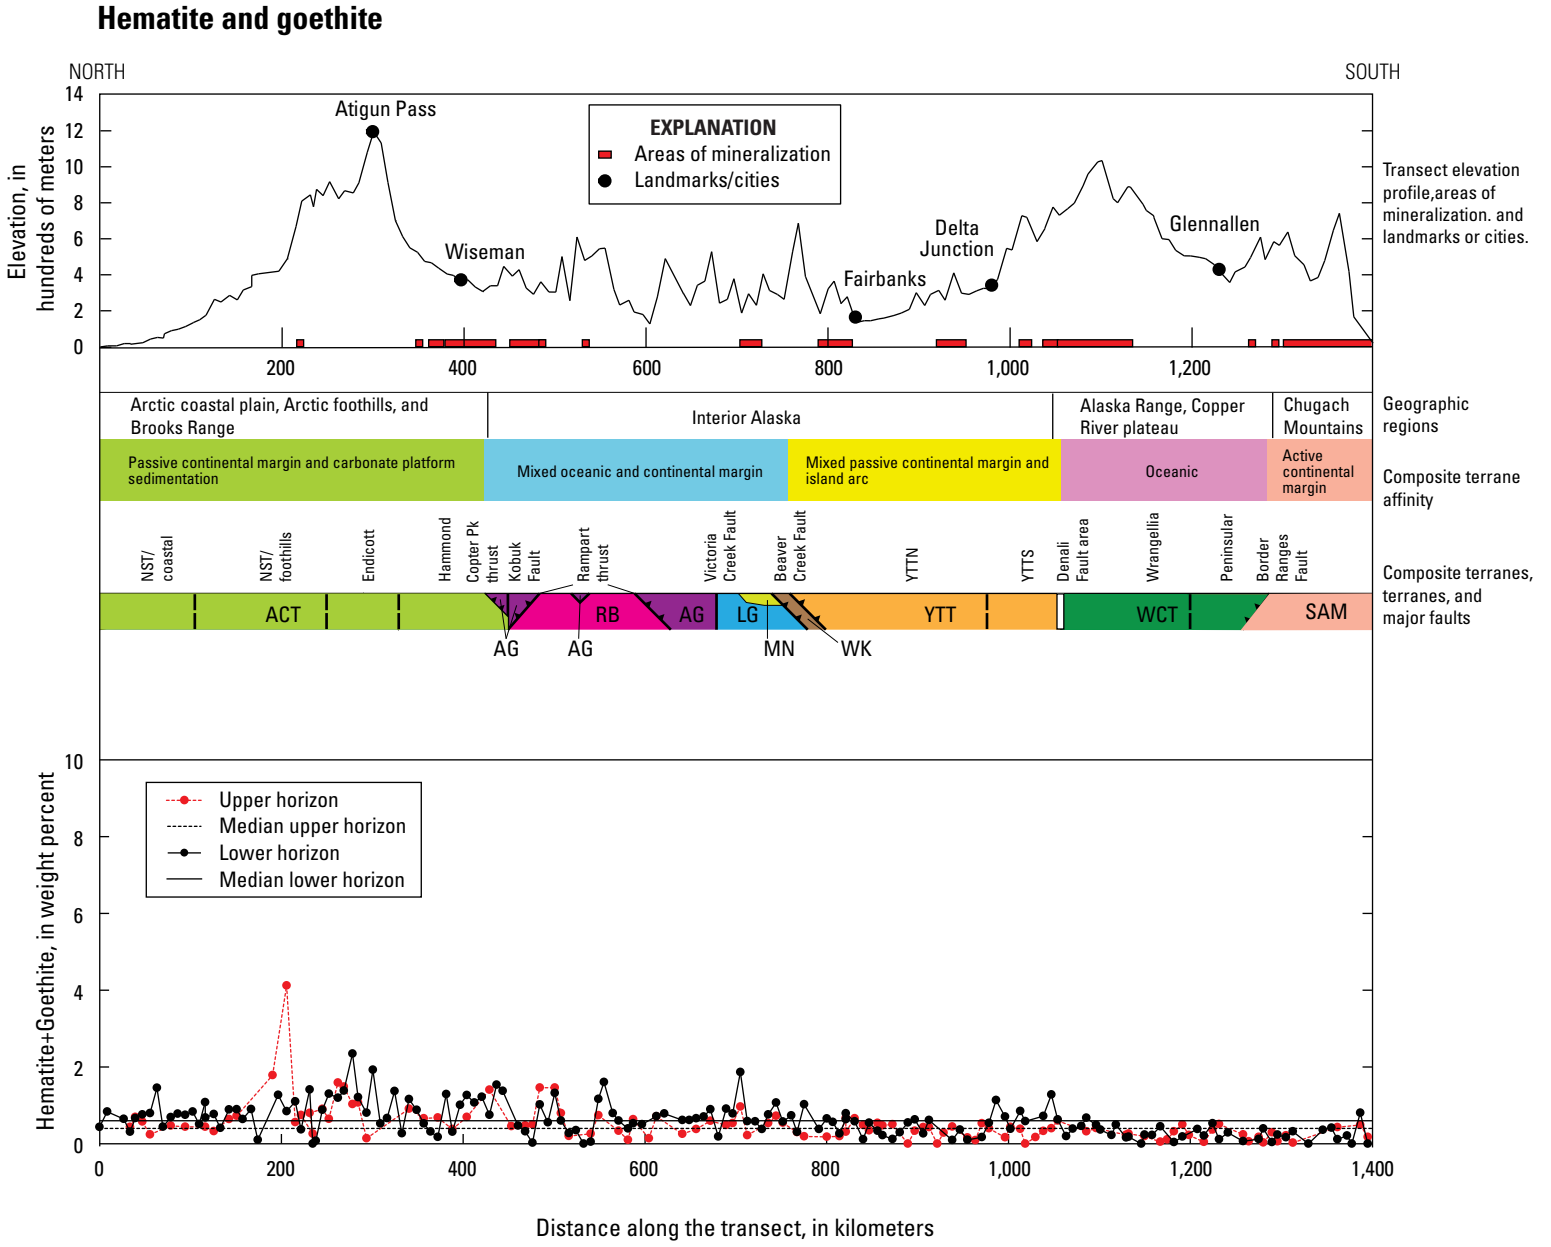 Hematite and goethite
NORTH
SOUTH
Elevation, in
hundreds of meters
14
12
10
8
6
4
2
0
Atigun Pass
Wiseman
Fairbanks
Delta
Junction
Glennallen
EXPLANATION
Areas of mineralization
Landmarks/cities
Transect elevation
profile,areas of
mineralization. and
landmarks or cities.
200
400
600
800
1,000
1,200
Arctic coastal plain, Arctic foothills, and
Brooks Range
Interior Alaska
Alaska Range, Copper
River plateau
Chugach
Mountains
Geographic
regions
Passive continental margin and carbonate platform
sedimentation
Mixed oceanic and continental margin
Mixed passive continental margin and
island arc
Oceanic
Active
continental
margin
Composite terrane
affinity
NST/
coastal
NST/
foothills
Endicott
Hammond
Copter Pk
thrust
Kobuk
Fault
Rampart
thrust
Victoria
Creek Fault
Beaver
Creek Fault
YTTN
YTTS
Denali
Fault area
Wrangellia
Peninsular
Border
Ranges
Fault
Composite terranes,
terranes, and
major faults
ACT
RB
AG
LG
YTT
WCT
SAM
AG
AG
MN
WK
Hematite+Goethite, in weight percent
10
8
6
4
2
0
Upper horizon
Median upper horizon
Lower horizon
Median lower horizon
0
200
400
600
800
1,000
1,200
1,400
Distance along the transect, in kilometers